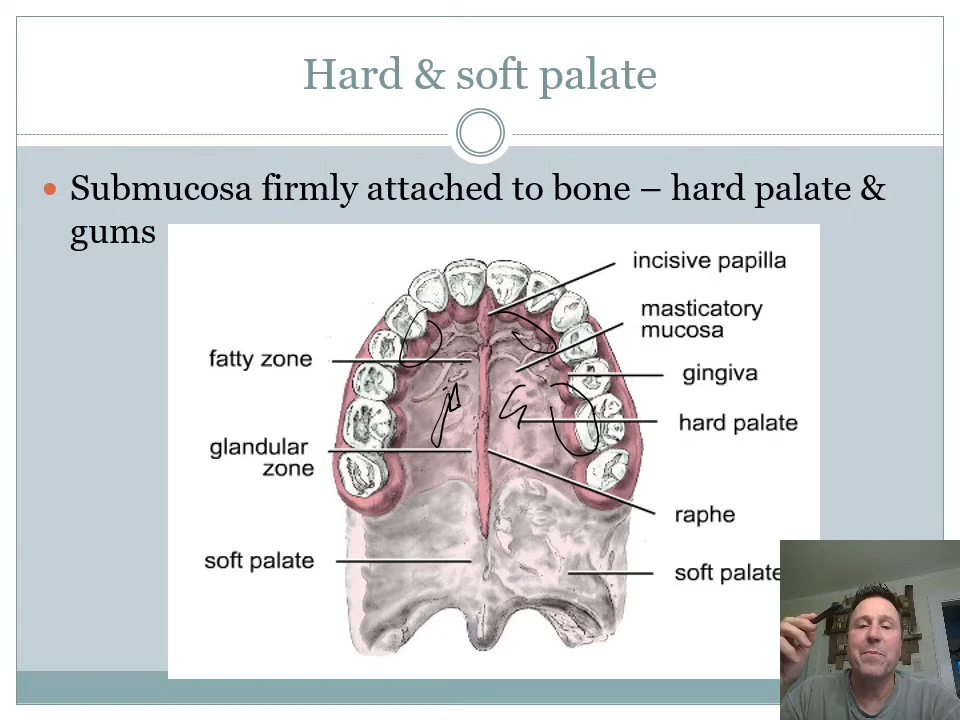 Hard & soft palate
• Submucosa firmly attached to bone – hard palate &
gums
incisive papilla
masticatory
mucosa
fatty zone
gingiva
hard palate
glandular
zone
raphe
soft palate
soft palate